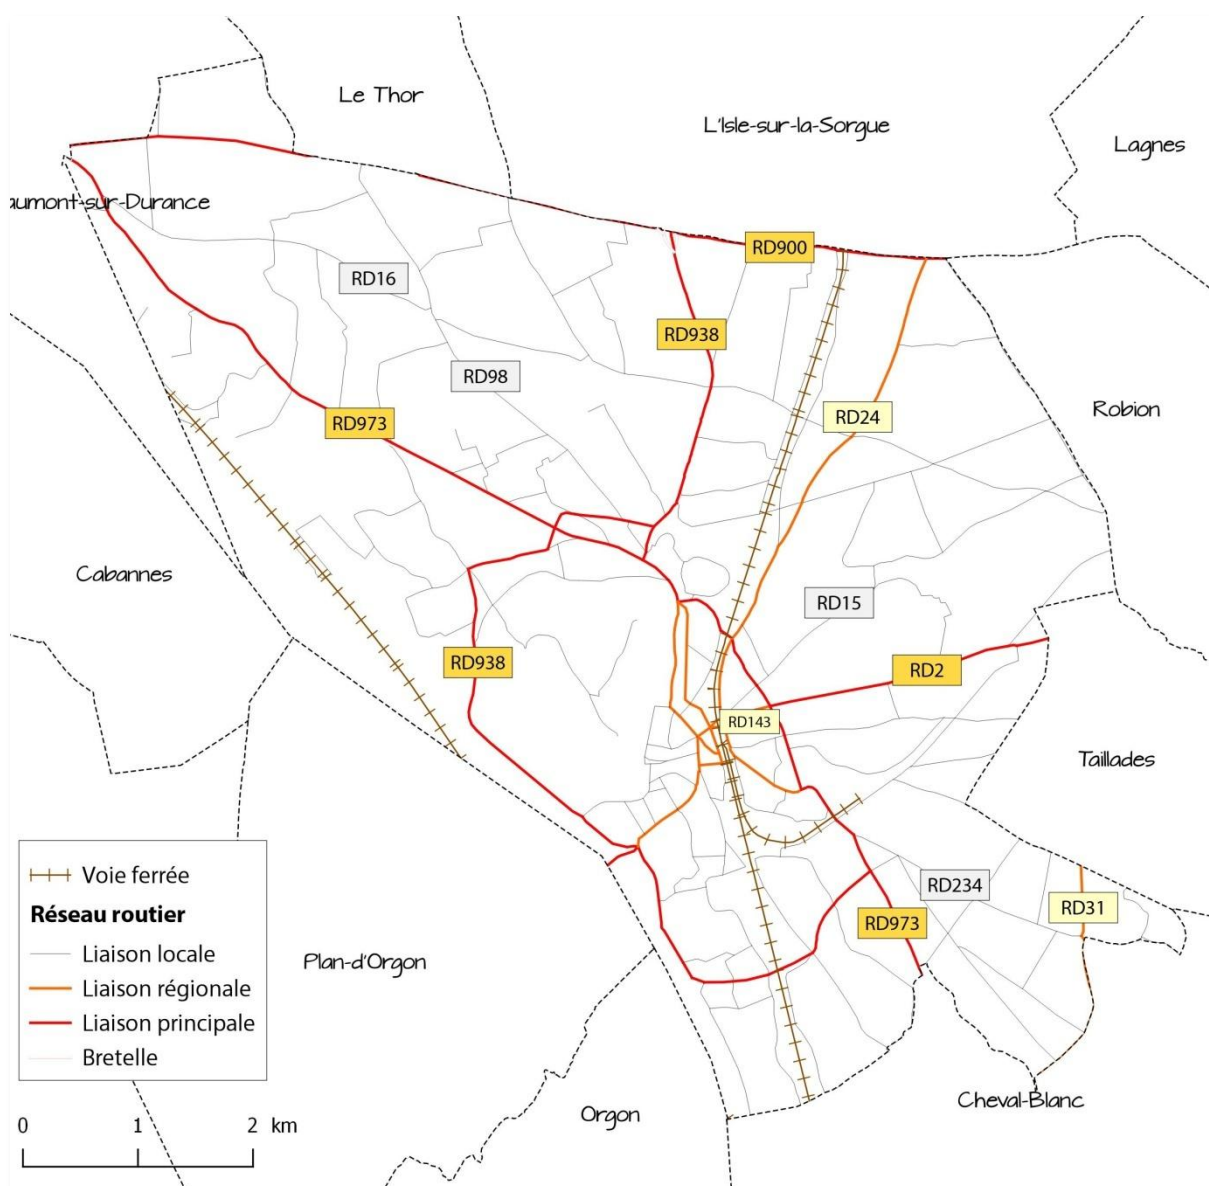 Le Thor
L'Isle-sur-la-Sorgue
Lagnes
aumont-sur-Durance
RD900
RD16
RD938
RD98
RD24
Robion
RD973
Cabannes
RD15
RD938
RD2
RD143
Taillades
Voie ferrée
Réseau routier
Liaison locale
Liaison régionale
Liaison principale
Bretelle
RD234
RD31
RD973
Plan-d'Orgon
Orgon
Cheval-Blanc
0 1 2 km